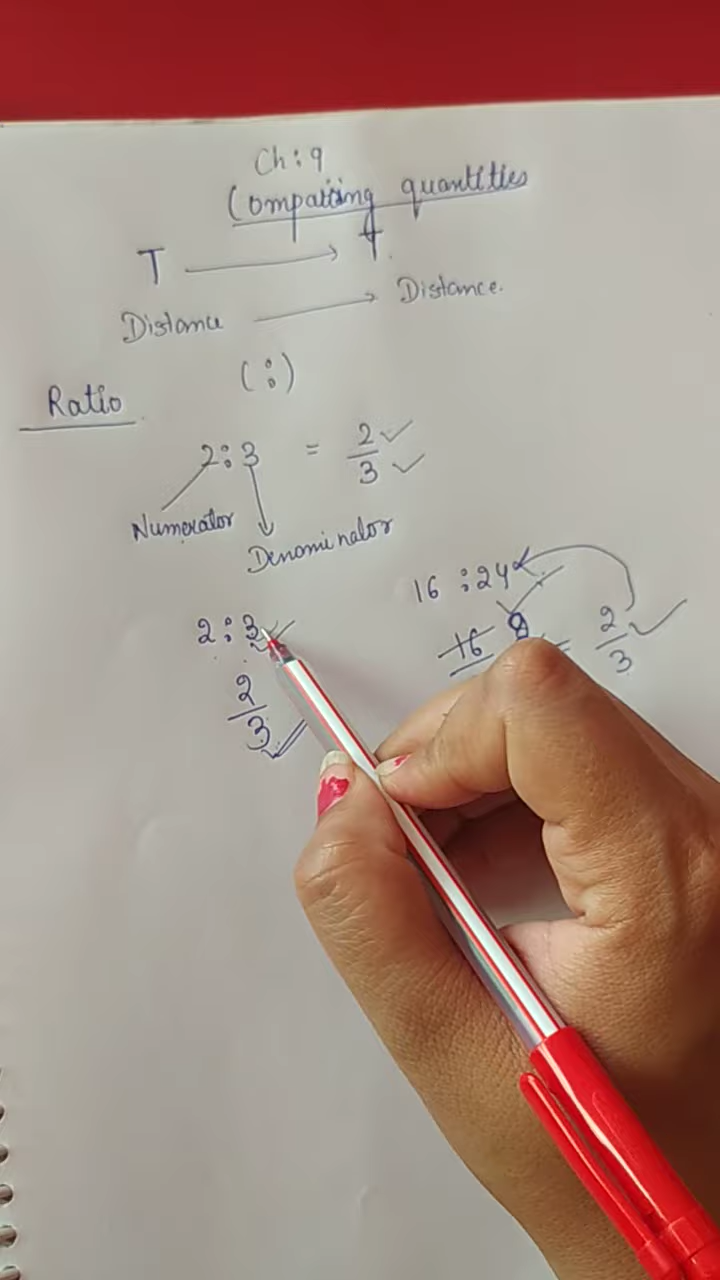 Ch: 9
Comparing quantities
T → T
Distance → Distance.
(:)
Ratio
2:3 = 2/3
Numerator
Denominator
16 : 24
2:3
16 8 = 2/3
2/3